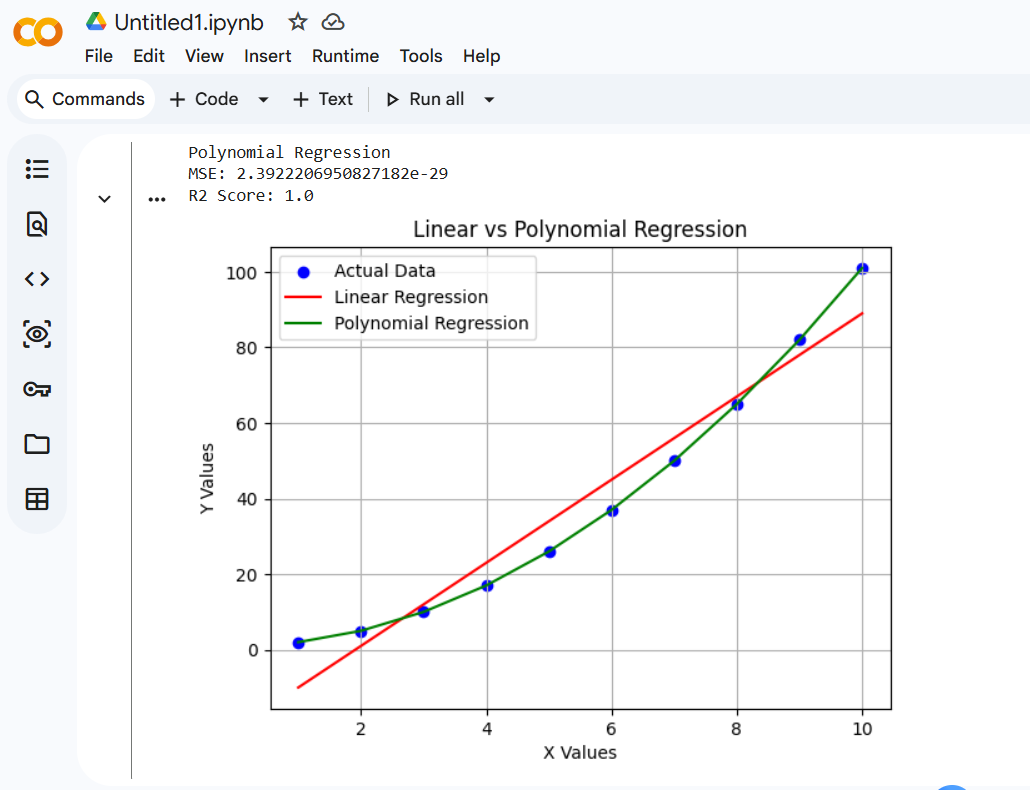 Untitled1.ipynb
File Edit View Insert Runtime Tools Help
Commands + Code + Text Run all
Polynomial Regression
MSE: 2.3922206950827182e-29
R2 Score: 1.0
Linear vs Polynomial Regression
Actual Data
Linear Regression
Polynomial Regression
100
80
60
40
20
0
Y Values
2 4 6 8 10
X Values